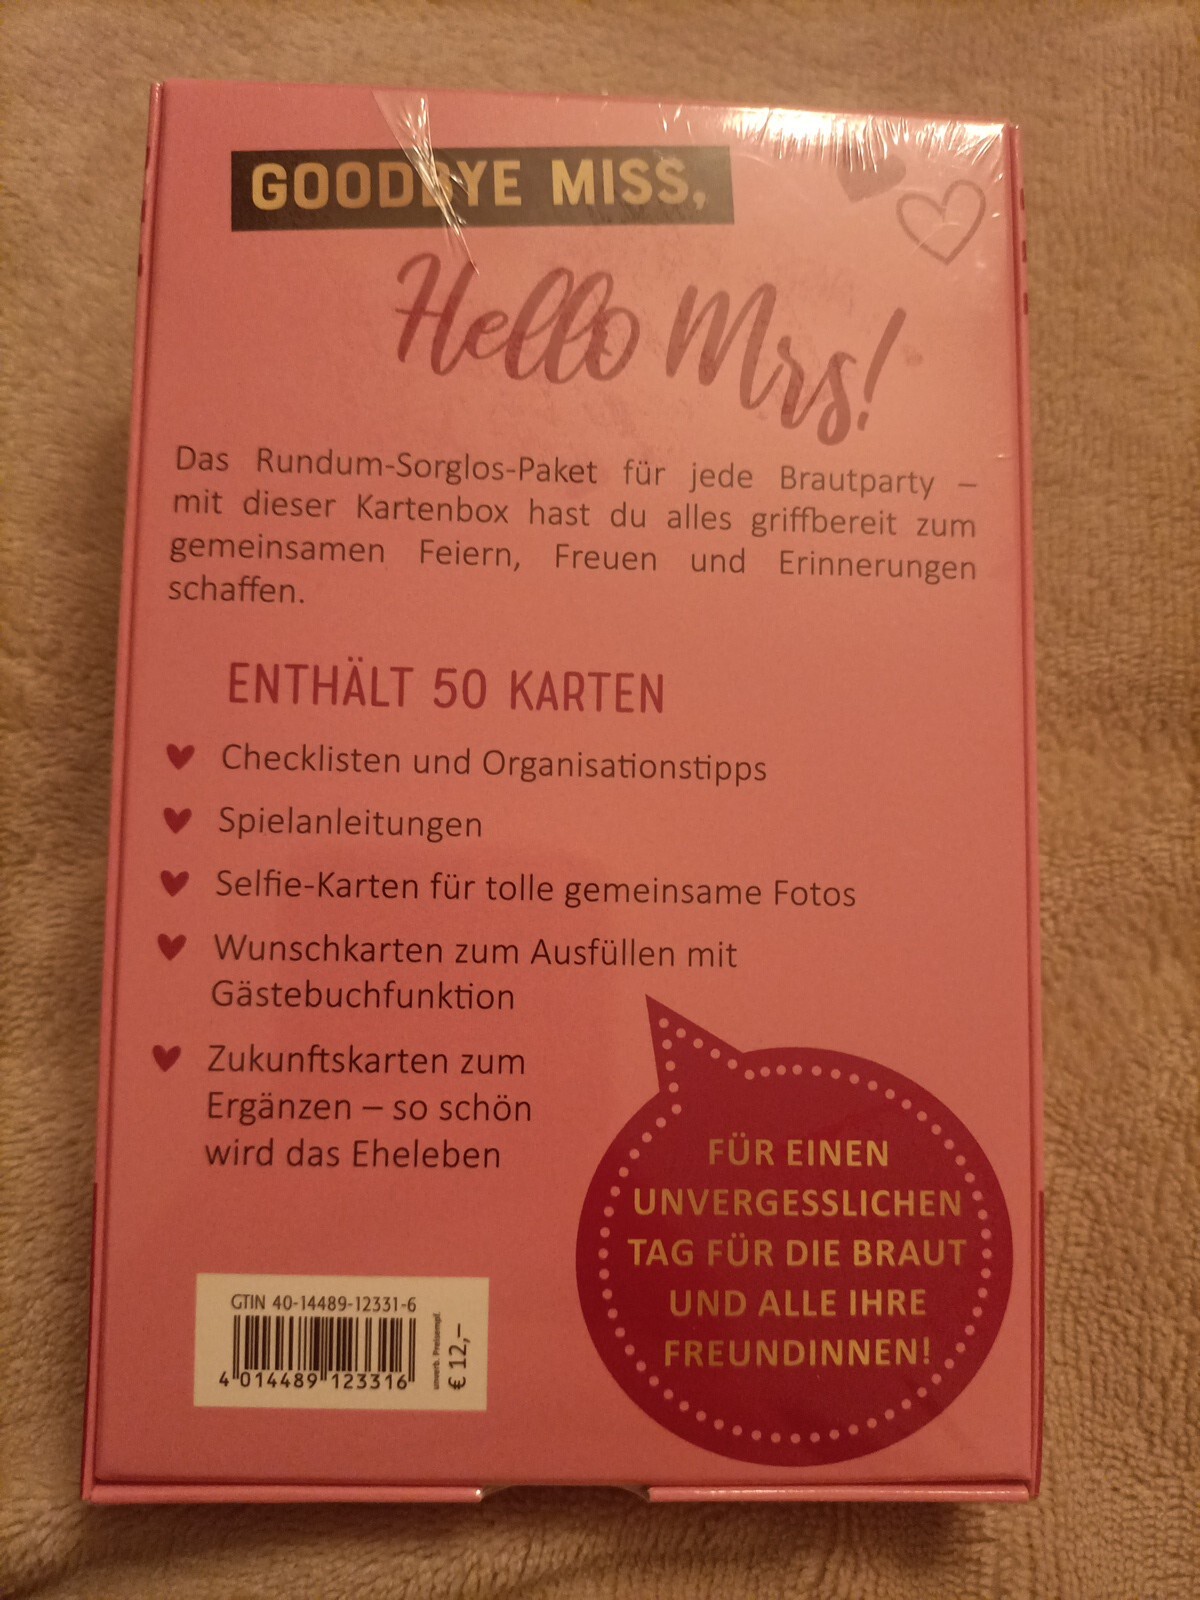 GOODBYE MISS,
Hello Mrs!
Das Rundum-Sorglos-Paket für jede Brautparty –
mit dieser Kartenbox hast du alles griffbereit zum
gemeinsamen Feiern, Freuen und Erinnerungen
schaffen.
ENTHÄLT 50 KARTEN
Checklisten und Organisationstipps
Spielanleitungen
Selfie-Karten für tolle gemeinsame Fotos
Wunschkarten zum Ausfüllen mit
Gästebuchfunktion
Zukunftskarten zum
Ergänzen – so schön
wird das Eheleben
FÜR EINEN
UNVERGESSLICHEN
TAG FÜR DIE BRAUT
UND ALLE IHRE
FREUNDINNEN!
GTIN 40-14489-12331-6
4 014489 123316
unverb. Preisempf.
€ 12,–